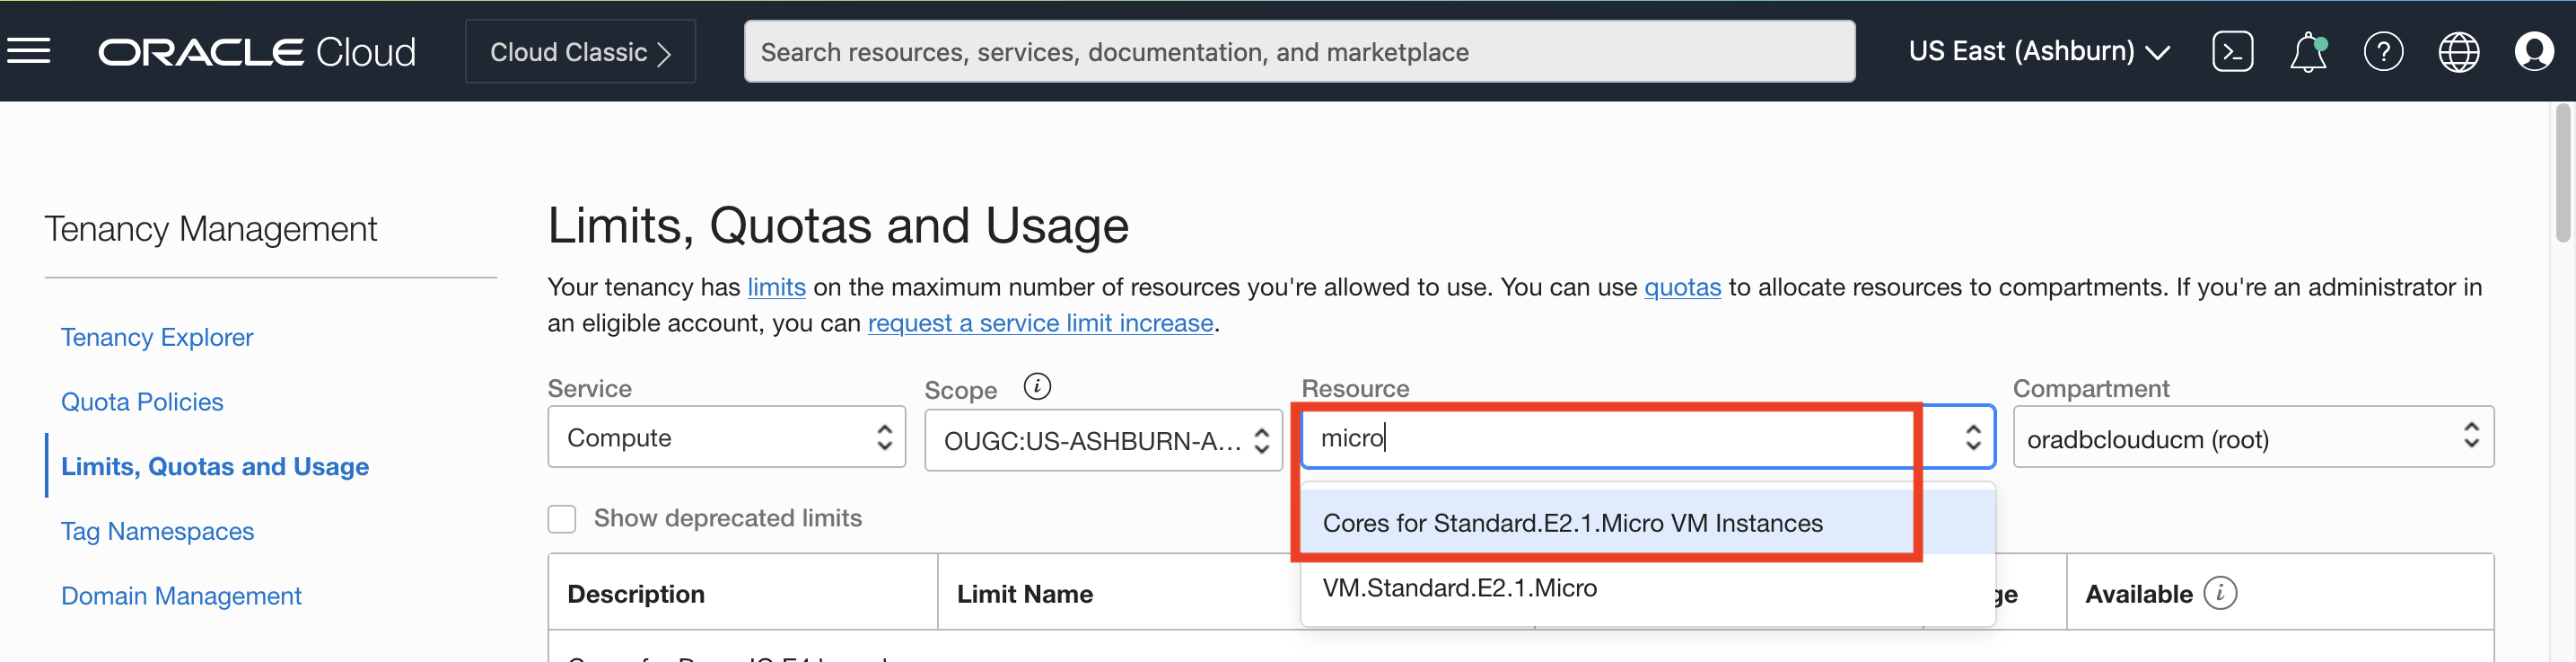 ORACLE Cloud
Cloud Classic
Search resources, services, documentation, and marketplace
US East (Ashburn)
Tenancy Management
Tenancy Explorer
Quota Policies
Limits, Quotas and Usage
Tag Namespaces
Domain Management
Limits, Quotas and Usage
Your tenancy has limits on the maximum number of resources you're allowed to use. You can use quotas to allocate resources to compartments. If you're an administrator in
an eligible account, you can request a service limit increase.
Service
Compute
Scope
OUGC:US-ASHBURN-A...
Resource
micro
Compartment
oradbclouducm (root)
Cores for Standard.E2.1.Micro VM Instances
VM.Standard.E2.1.Micro
Show deprecated limits
Description
Limit Name
Available